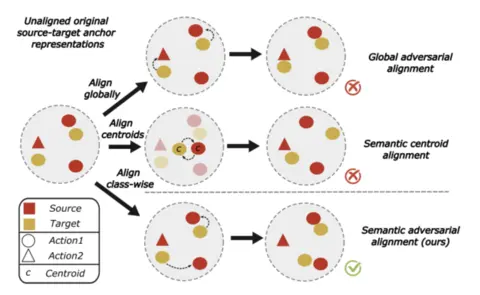 Unaligned original
source-target anchor
representations
Align
globally
Global adversarial
alignment
Align
centroids
C
C
Semantic centroid
alignment
Align
class-wise
Semantic adversarial
alignment (ours)
Source
Target
Action1
Action2
C Centroid